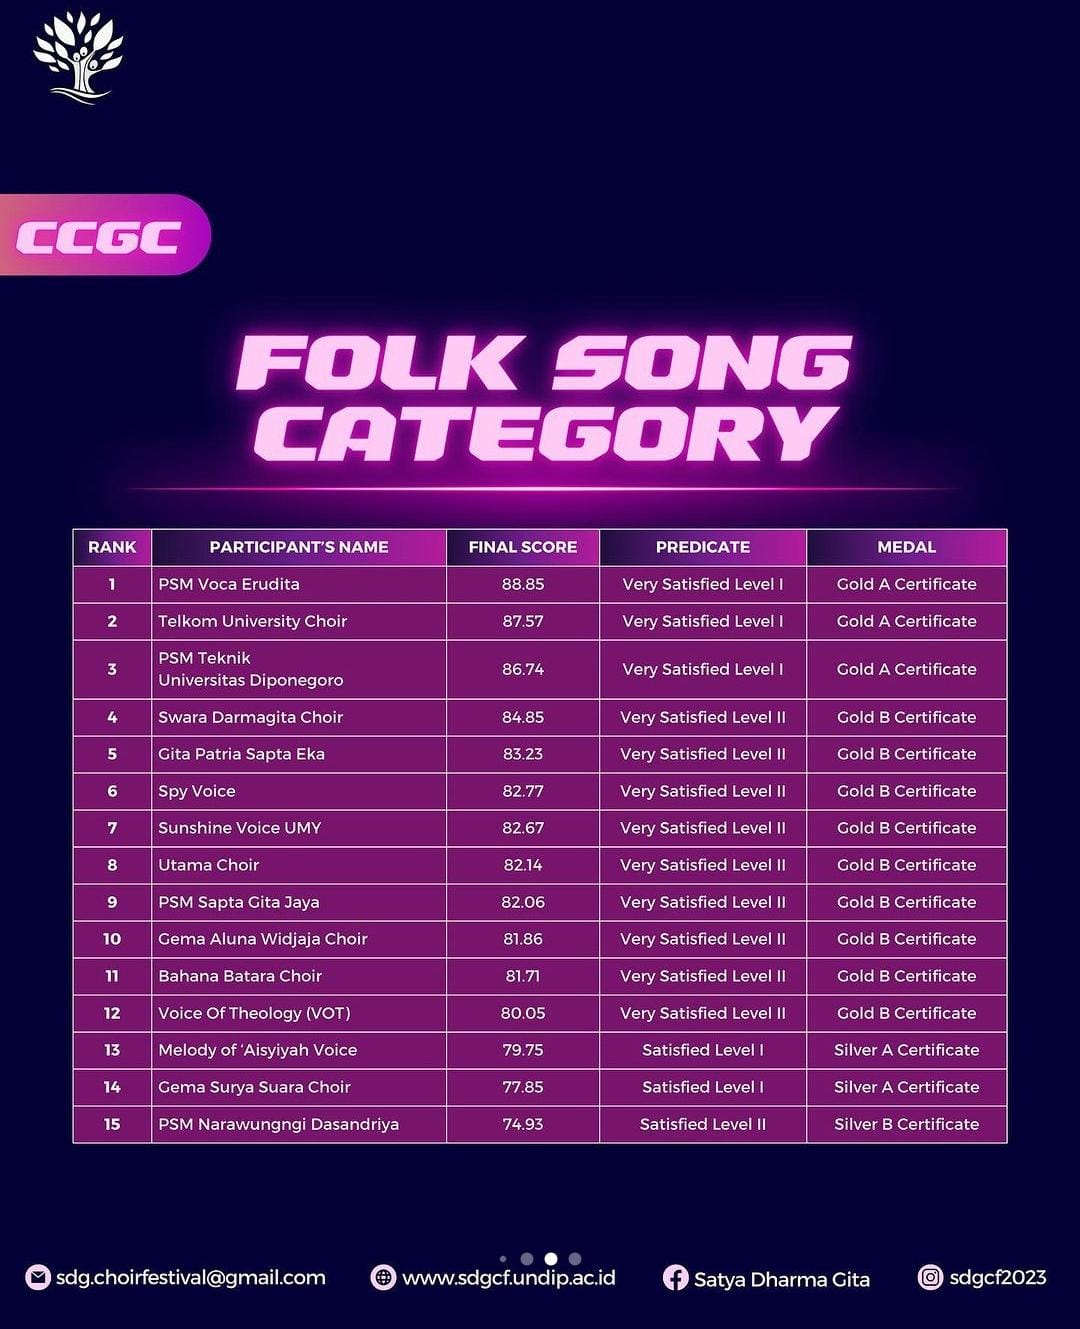 CCGC
FOLK SONG
CATEGORY
RANK PARTICIPANT'S NAME FINAL SCORE PREDICATE MEDAL
1 PSM Voca Erudita 88.85 Very Satisfied Level I Gold A Certificate
2 Telkom University Choir 87.57 Very Satisfied Level I Gold A Certificate
3 PSM Teknik
Universitas Diponegoro 86.74 Very Satisfied Level I Gold A Certificate
4 Swara Darmagita Choir 84.85 Very Satisfied Level II Gold B Certificate
5 Gita Patria Sapta Eka 83.23 Very Satisfied Level II Gold B Certificate
6 Spy Voice 82.77 Very Satisfied Level II Gold B Certificate
7 Sunshine Voice UMY 82.67 Very Satisfied Level II Gold B Certificate
8 Utama Choir 82.14 Very Satisfied Level II Gold B Certificate
9 PSM Sapta Gita Jaya 82.06 Very Satisfied Level II Gold B Certificate
10 Gema Aluna Widjaja Choir 81.86 Very Satisfied Level II Gold B Certificate
11 Bahana Batara Choir 81.71 Very Satisfied Level II Gold B Certificate
12 Voice Of Theology (VOT) 80.05 Very Satisfied Level II Gold B Certificate
13 Melody of ‘Aisyiyah Voice 79.75 Satisfied Level I Silver A Certificate
14 Gema Surya Suara Choir 77.85 Satisfied Level I Silver A Certificate
15 PSM Narawungngi Dasandriya 74.93 Satisfied Level II Silver B Certificate
sdg.choirfestival@gmail.com www.sdgcf.undip.ac.id Satya Dharma Gita sdgcf2023